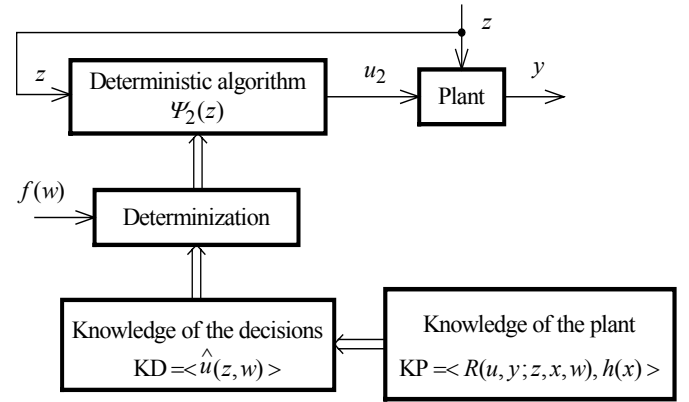 z
z
Deterministic algorithm
Ψ₂(z)
u₂
Plant
y
f(w)
Determinization
Knowledge of the decisions
KD =< û(z, w) >
Knowledge of the plant
KP =< R(u, y; z, x, w), h(x) >